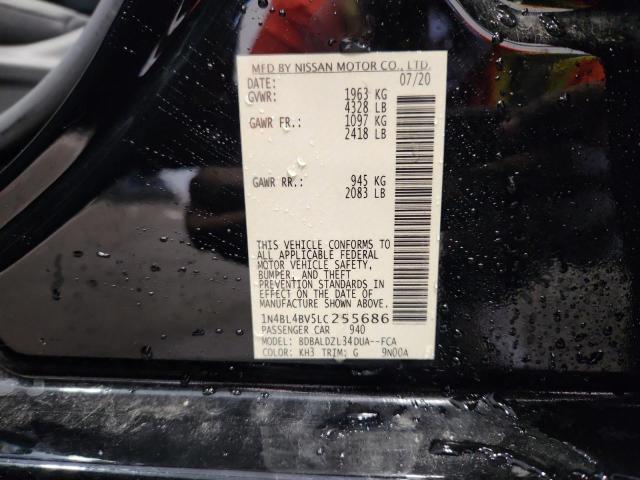 MFD BY NISSAN MOTOR CO., LTD.
DATE: 07/20
GVWR: 1963 KG
4328 LB
GAWR FR.: 1097 KG
2418 LB
GAWR RR.: 945 KG
2083 LB
THIS VEHICLE CONFORMS TO
ALL APPLICABLE FEDERAL
MOTOR VEHICLE SAFETY,
BUMPER, AND THEFT
PREVENTION STANDARDS IN
EFFECT ON THE DATE OF
MANUFACTURE SHOWN ABOVE.
1N4BL4BV5LC255686
PASSENGER CAR 940
MODEL: BDBALDZL34DUA--FCA
COLOR: KH3 TRIM: G 9N00A